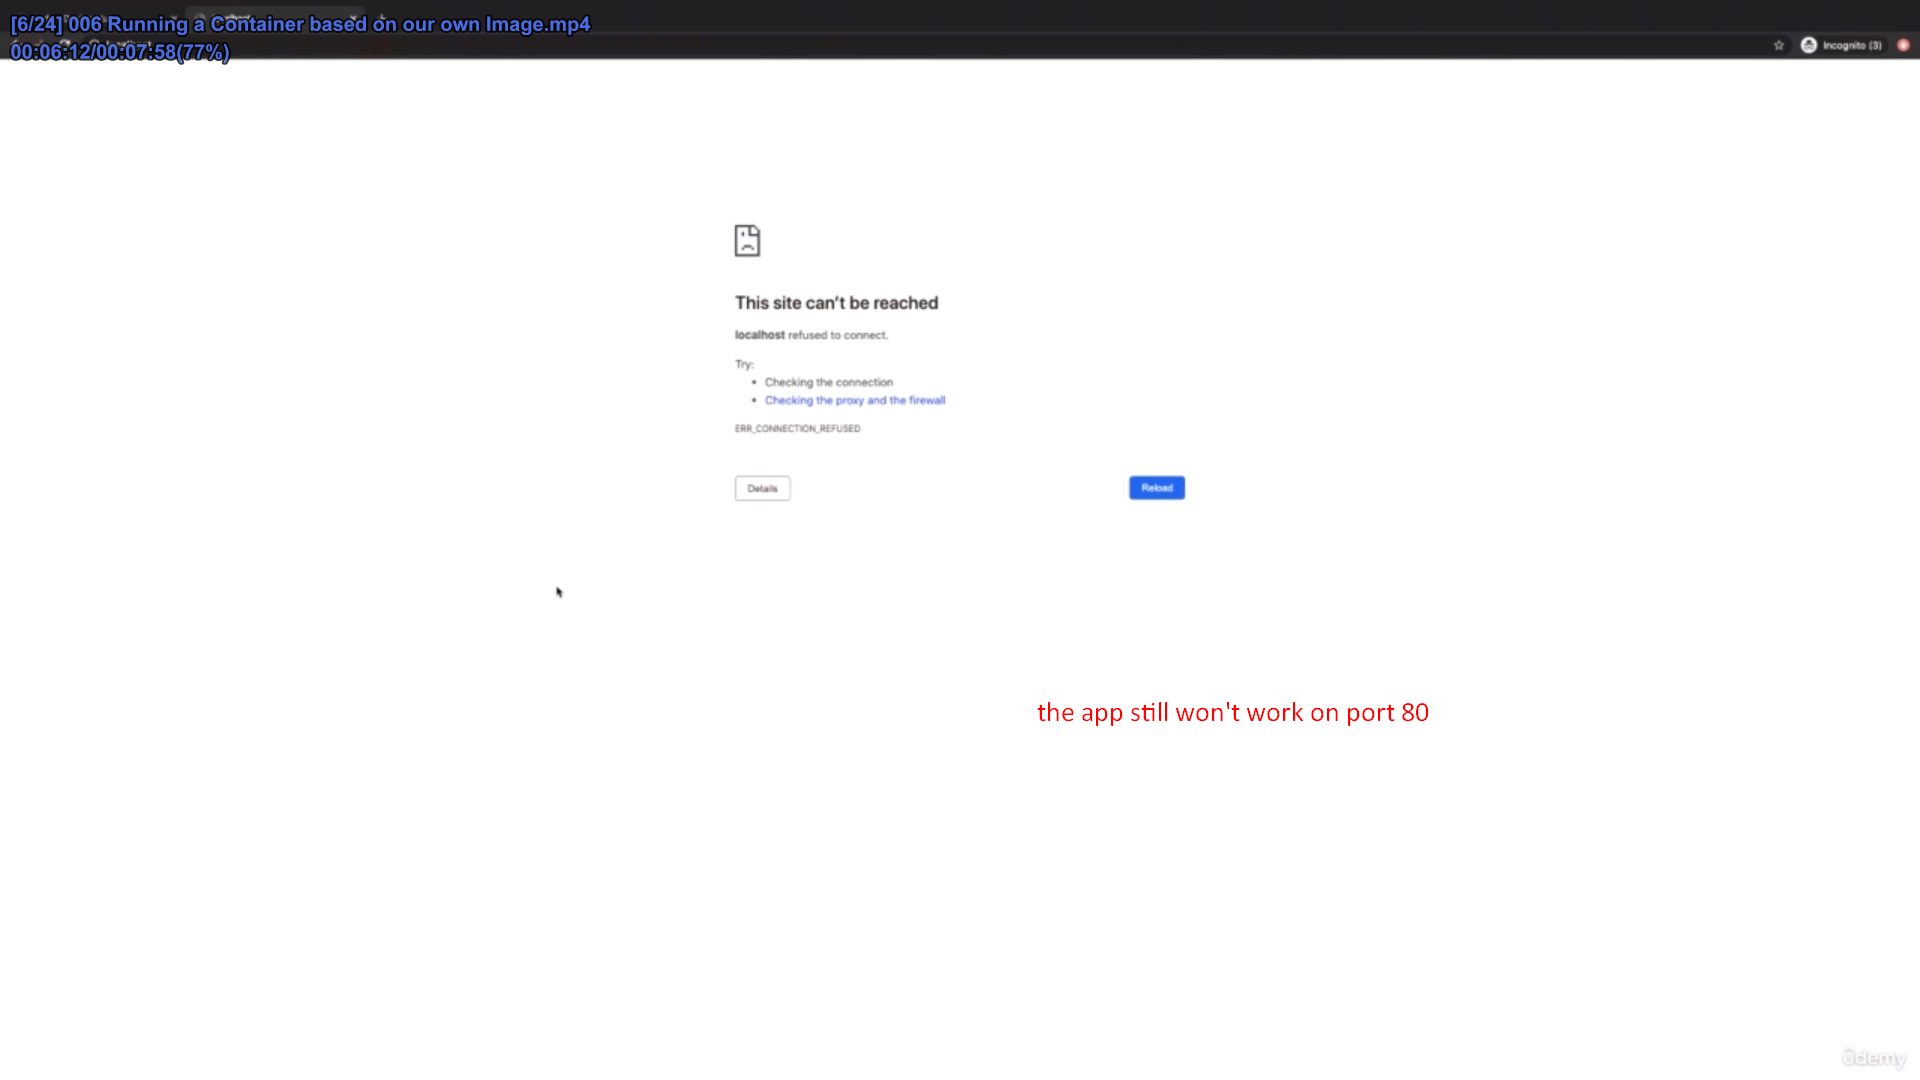 [6/24] 006 Running a Container based on our own Image.mp4
00:06:12/00:07:58(77%)
Incognito (3)
This site can't be reached
localhost refused to connect.
Try:
• Checking the connection
• Checking the proxy and the firewall
ERR_CONNECTION_REFUSED
Details
Reload
the app still won't work on port 80
ûdemy